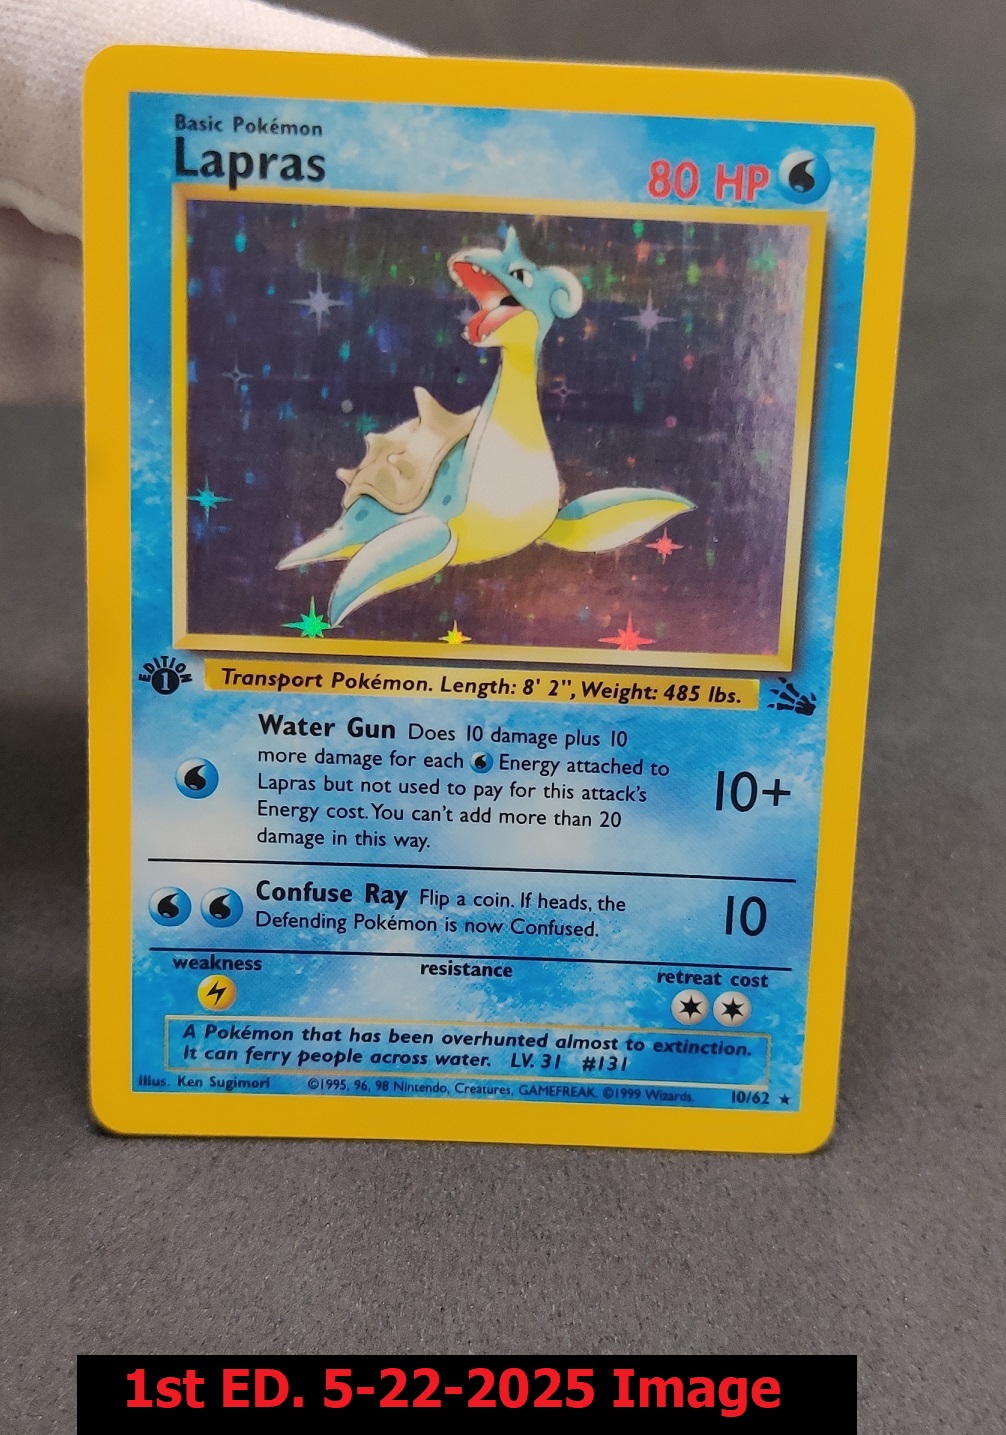 Basic Pokémon
Lapras
80 HP
EDITION
1
Transport Pokémon. Length: 8' 2", Weight: 485 lbs.
Water Gun Does 10 damage plus 10
more damage for each Energy attached to
Lapras but not used to pay for this attack's
Energy cost. You can't add more than 20
damage in this way.
10+
Confuse Ray Flip a coin. If heads, the
Defending Pokémon is now Confused.
10
weakness
resistance
retreat cost
A Pokémon that has been overhunted almost to extinction.
It can ferry people across water. LV. 31 #131
Illus. Ken Sugimori ©1995, 96, 98 Nintendo, Creatures, GAMEFREAK. ©1999 Wizards. 10/62 ★
1st ED. 5-22-2025 Image